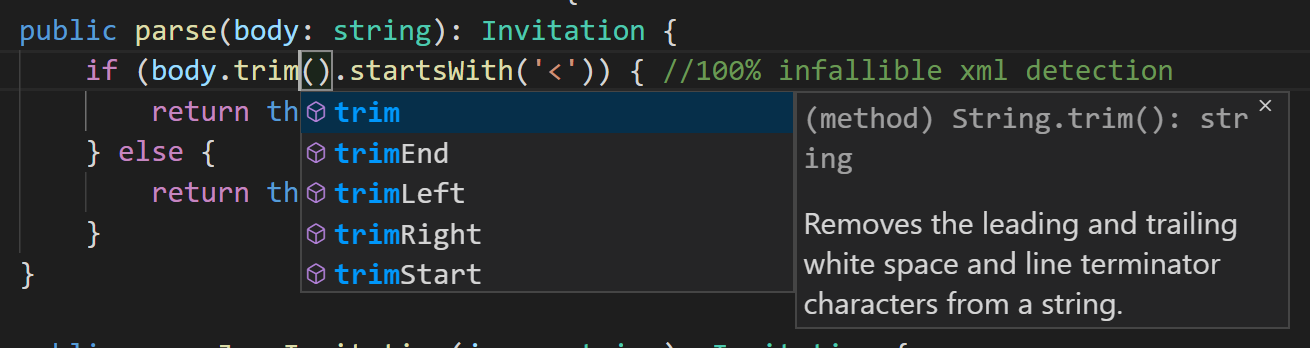 public parse(body: string): Invitation {
if (body.trim().startsWith('<')) { //100% infallible xml detection
return th
} else {
return th
}
}
trim
trimEnd
trimLeft
trimRight
trimStart
(method) String.trim(): str
ing
Removes the leading and trailing
white space and line terminator
characters from a string.